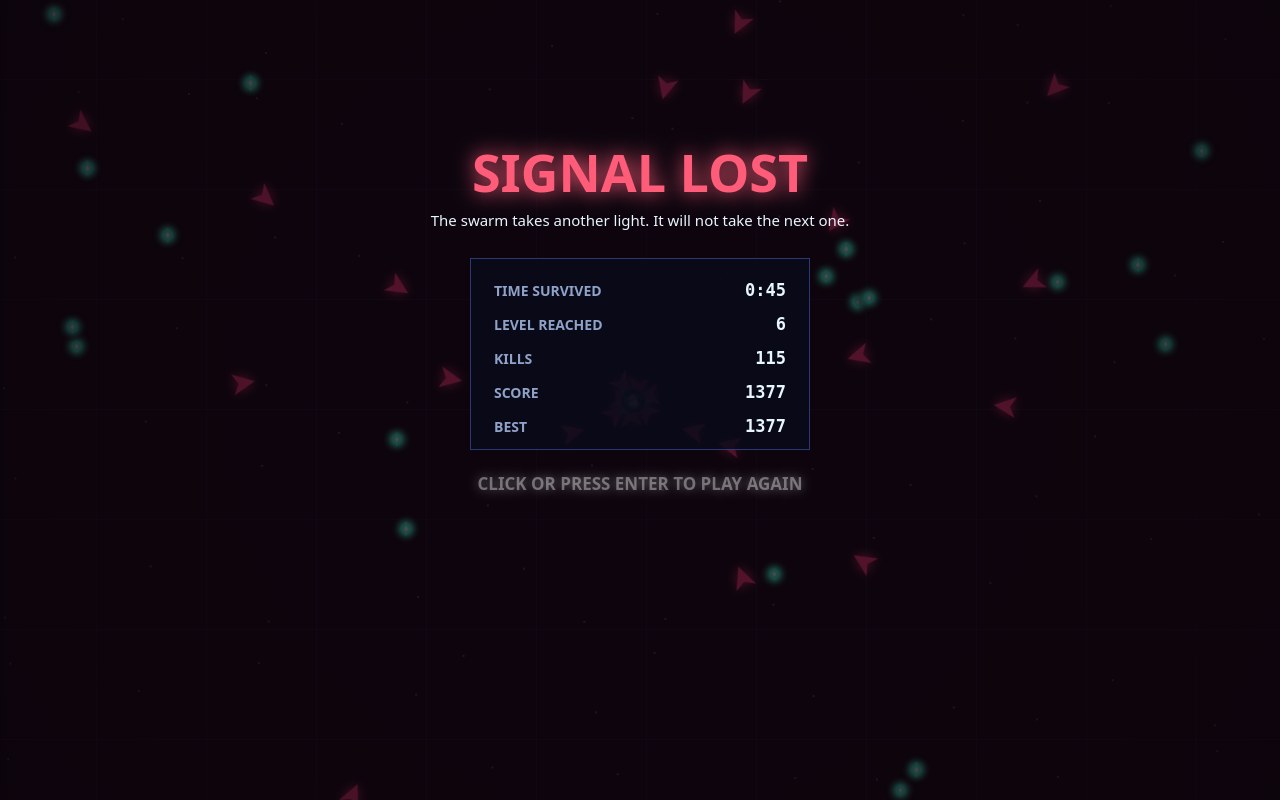 SIGNAL LOST
The swarm takes another light. It will not take the next one.
TIME SURVIVED 0:45
LEVEL REACHED 6
KILLS 115
SCORE 1377
BEST 1377
CLICK OR PRESS ENTER TO PLAY AGAIN